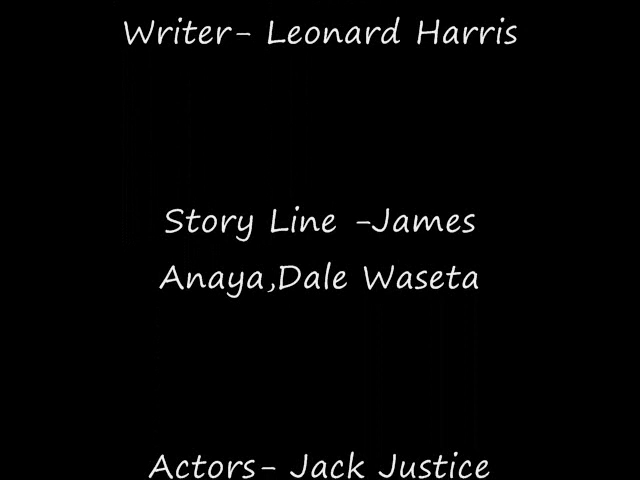 Writer- Leonard Harris
Story Line -James
Anaya,Dale Waseta
Actors- Jack Justice